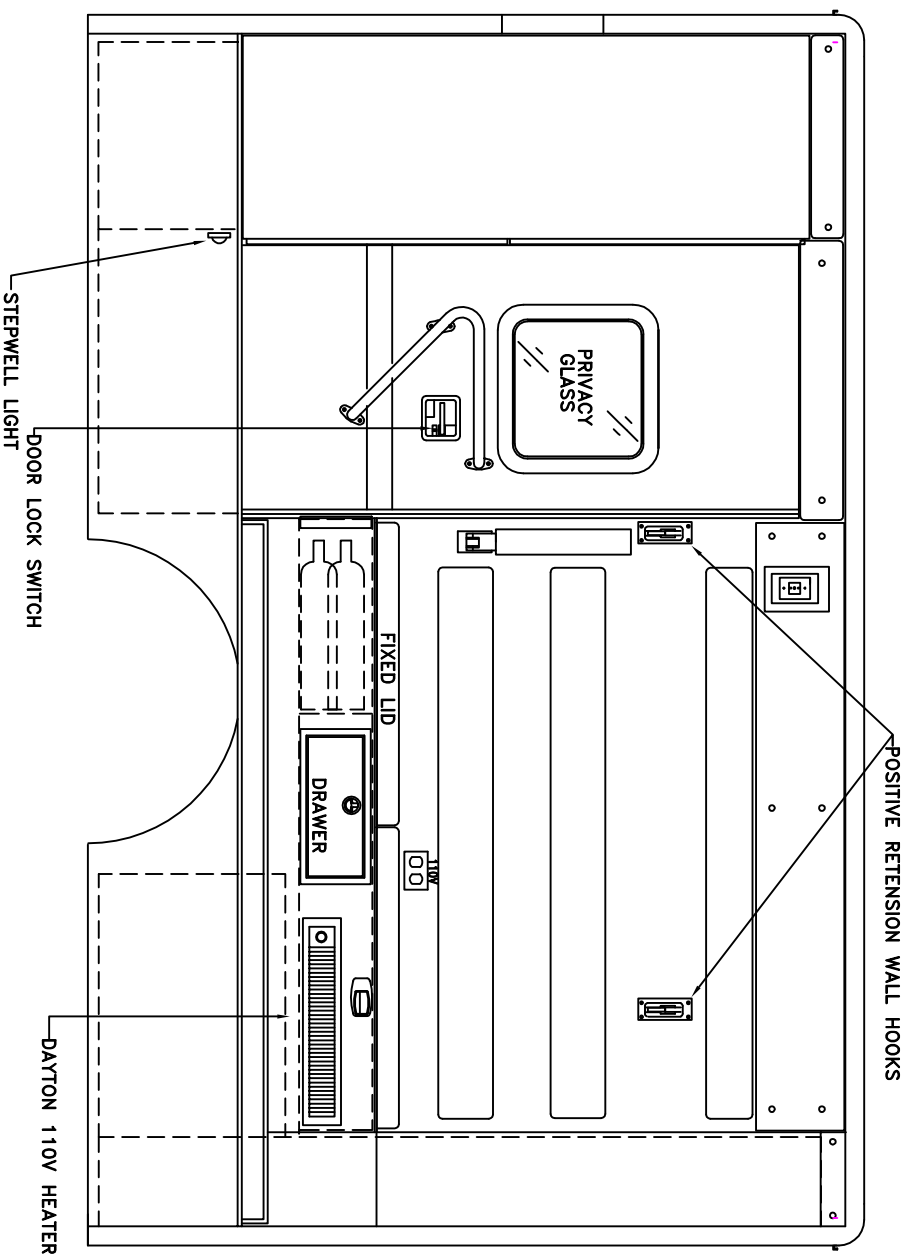 POSITIVE RETENSION WALL HOOKS
PRIVACY
GLASS
FIXED LID
110V
DRAWER
DOOR LOCK SWITCH
STEPWELL LIGHT
DAYTON 110V HEATER